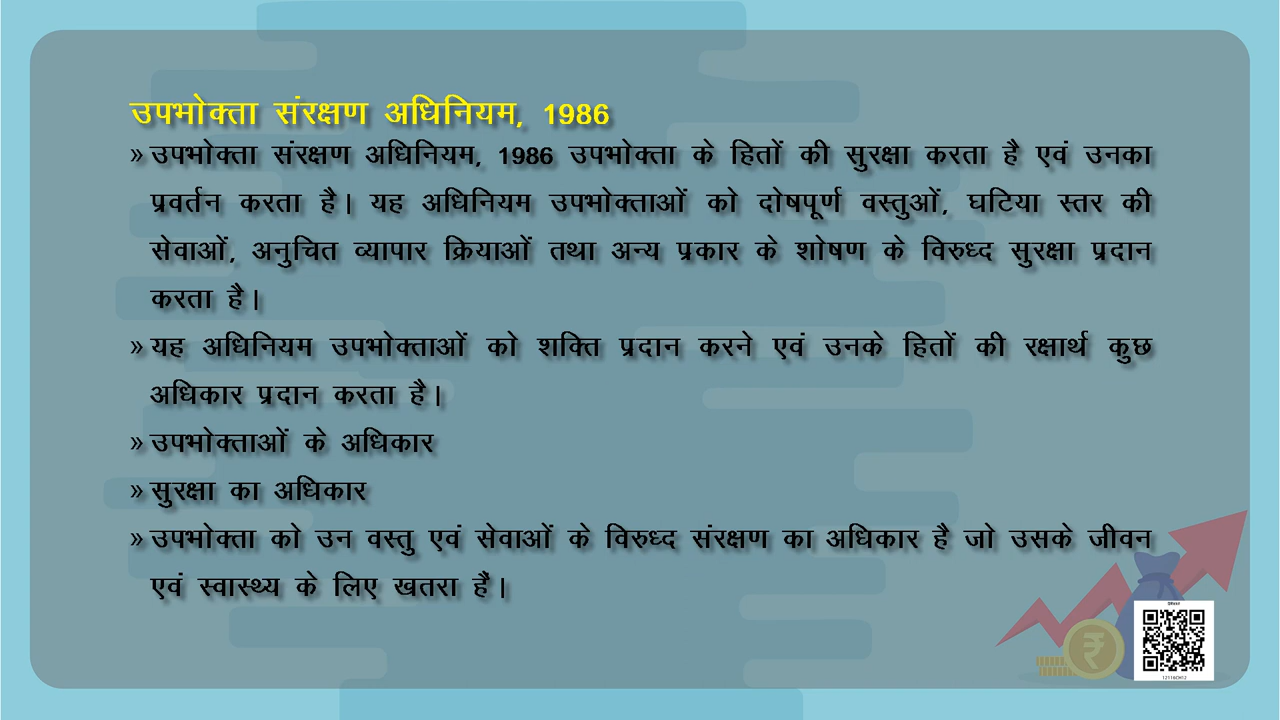 उपभोक्ता संरक्षण अधिनियम, 1986
» उपभोक्ता संरक्षण अधिनियम, 1986 उपभोक्ता के हितों की सुरक्षा करता है एवं उनका
प्रवर्तन करता है। यह अधिनियम उपभोक्ताओं को दोषपूर्ण वस्तुओं, घटिया स्तर की
सेवाओं, अनुचित व्यापार क्रियाओं तथा अन्य प्रकार के शोषण के विरुध्द सुरक्षा प्रदान
करता है।
» यह अधिनियम उपभोक्ताओं को शक्ति प्रदान करने एवं उनके हितों की रक्षार्थ कुछ
अधिकार प्रदान करता है।
» उपभोक्ताओं के अधिकार
» सुरक्षा का अधिकार
» उपभोक्ता को उन वस्तु एवं सेवाओं के विरुध्द संरक्षण का अधिकार है जो उसके जीवन
एवं स्वास्थ्य के लिए खतरा हैं।
12116CH12